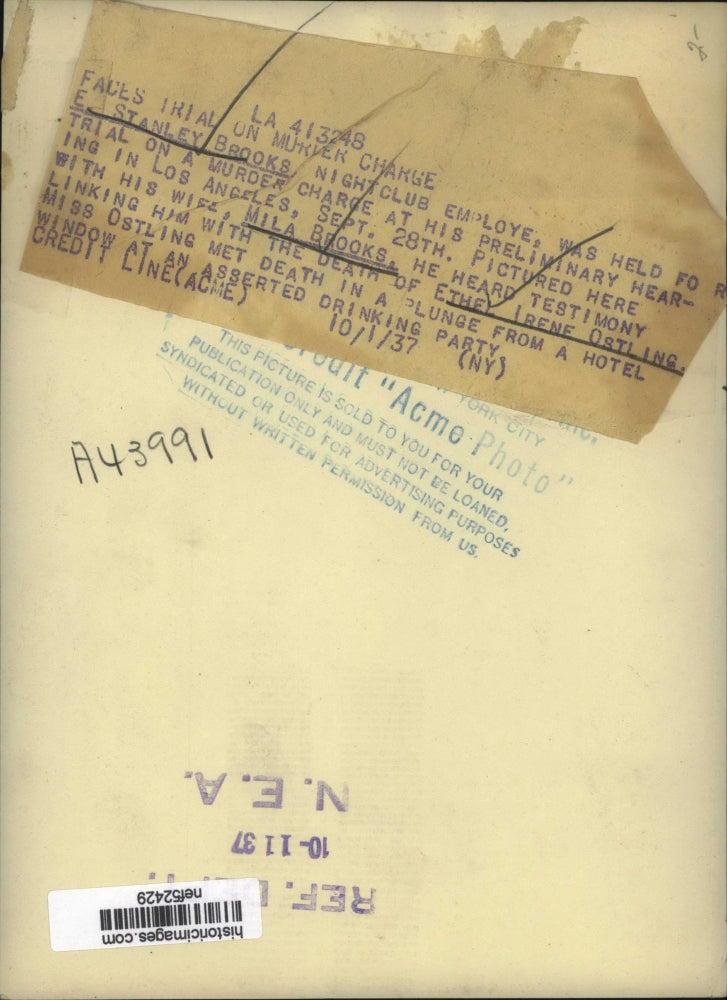 LA 413248
FACES TRIAL ON MURDER CHARGE
E. STANLEY BROOKS, NIGHTCLUB EMPLOYE, WAS HELD FO R
TRIAL ON A MURDER CHARGE AT HIS PRELIMINARY HEAR-
ING IN LOS ANGELES, SEPT. 28TH. PICTURED HERE
WITH HIS WIFE, MILA BROOKS, HE HEARD TESTIMONY
LINKING HIM WITH THE DEATH OF ETHEL IRENE OSTLING.
MISS OSTLING MET DEATH IN A PLUNGE FROM A HOTEL
WINDOW AT AN ASSERTED DRINKING PARTY.
CREDIT LINE(ACME) 10/1/37 (NY)
YORK CITY
"Acme Photo"
THIS PICTURE IS SOLD TO YOU FOR YOUR
PUBLICATION ONLY AND MUST NOT BE LOANED,
SYNDICATED OR USED FOR ADVERTISING PURPOSES
WITHOUT WRITTEN PERMISSION FROM US.
A43991
REF.
10-11 37
N.E.A.
historicimages.com
nef52429